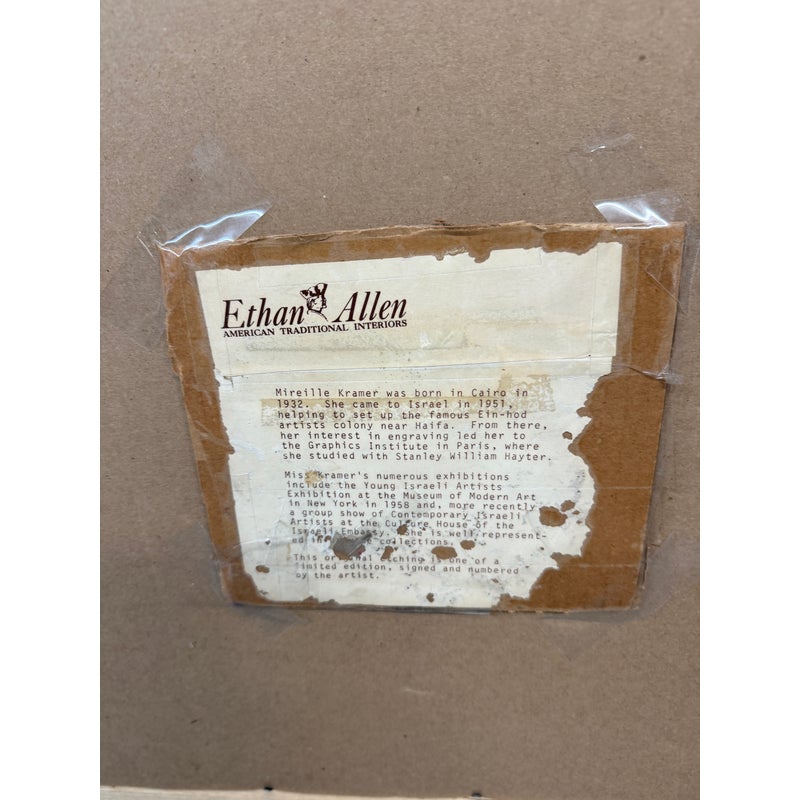 Ethan Allen
AMERICAN TRADITIONAL INTERIORS
Mireille Kramer was born in Cairo in
1932. She came to Israel in 1951,
helping to set up the famous Ein-hod
artists colony near Haifa. From there,
her interest in engraving led her to
the Graphics Institute in Paris, where
she studied with Stanley William Hayter.
Miss Kramer's numerous exhibitions
include the Young Israeli Artists
Exhibition at the Museum of Modern Art
in New York in 1958 and, more recently
a group show of Contemporary Israeli
Artists at the Culture House of the
Israeli Embassy. She is well represent-
ed in collections.
This original etching is one of a
limited edition, signed and numbered
by the artist.